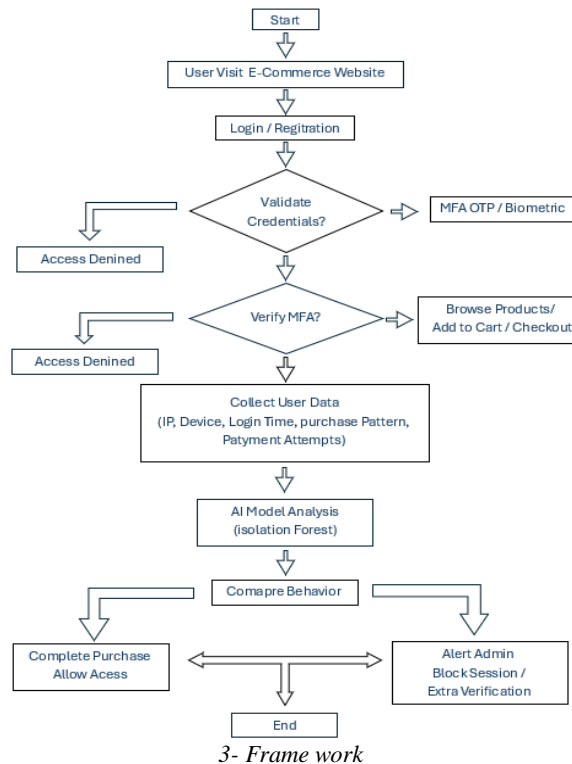 Start
User Visit E-Commerce Website
Login / Regitration
Validate
Credentials?
MFA OTP / Biometric
Access Denined
Verify MFA?
Browse Products/
Add to Cart / Checkout
Access Denined
Collect User Data
(IP, Device, Login Time, purchase Pattern,
Patyment Attempts)
AI Model Analysis
(isolation Forest)
Comapre Behavior
Complete Purchase
Allow Acess
Alert Admin
Block Session /
Extra Verification
End
3- Frame work